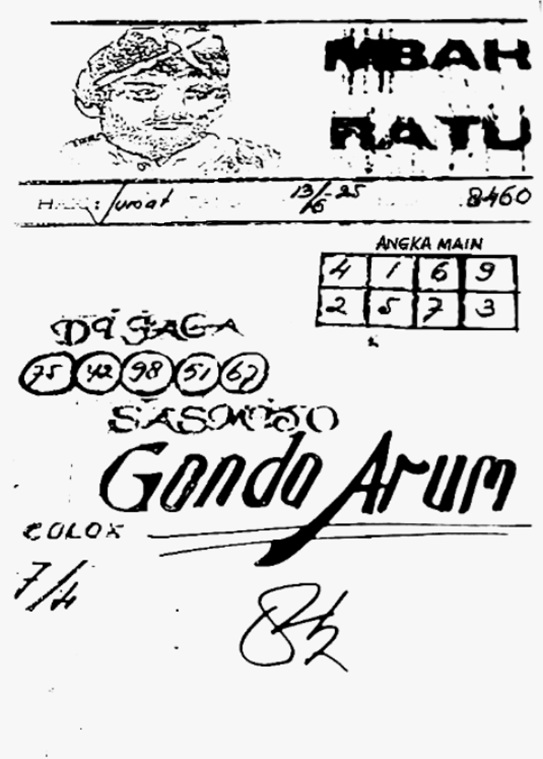 MBAH
RATU
HARI : Jum'at 13/6 25 8460
ANGKA MAIN
4 1 6 9
2 5 7 3
DI JAGA
75 42 98 51 67
SASMITO
Gondo Arum
COLOK
7/4